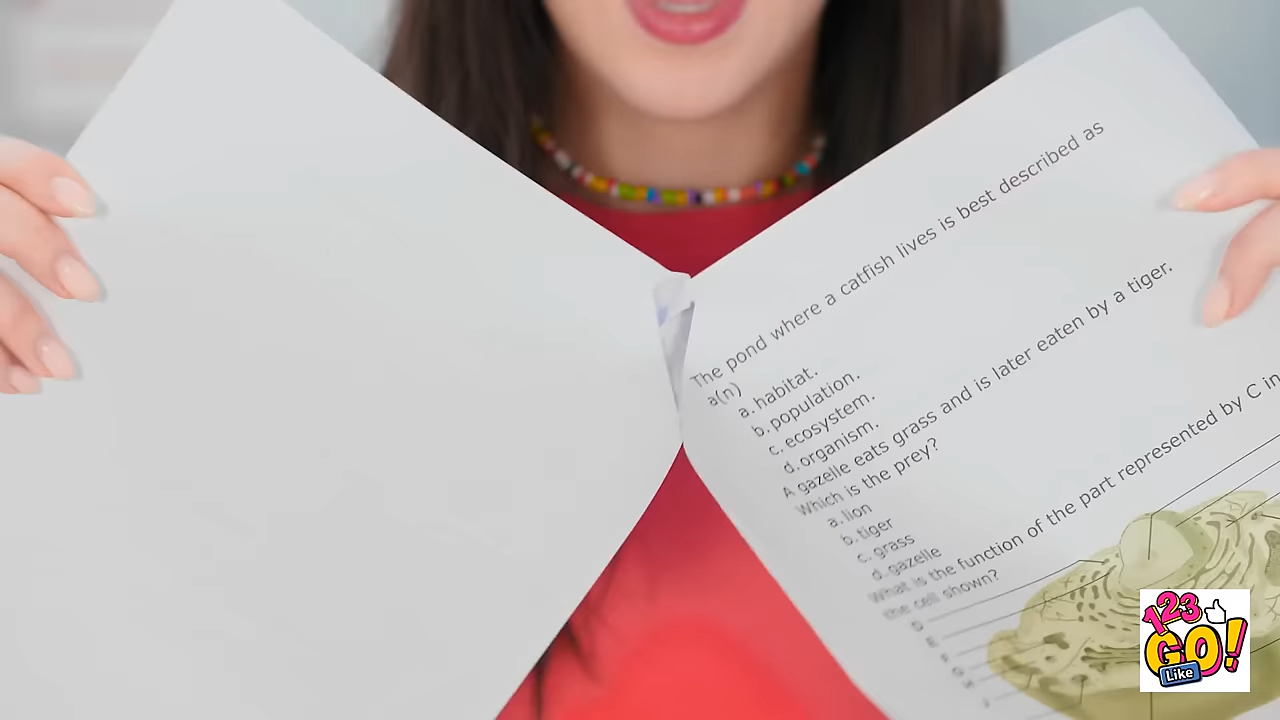 The pond where a catfish lives is best described as
a(n)
a. habitat.
b. population.
c. ecosystem.
d. organism.
A gazelle eats grass and is later eaten by a tiger.
Which is the prey?
a. lion
b. tiger
c. grass
d. gazelle
What is the function of the part represented by C in
the cell shown?
D
123
GO!
Like